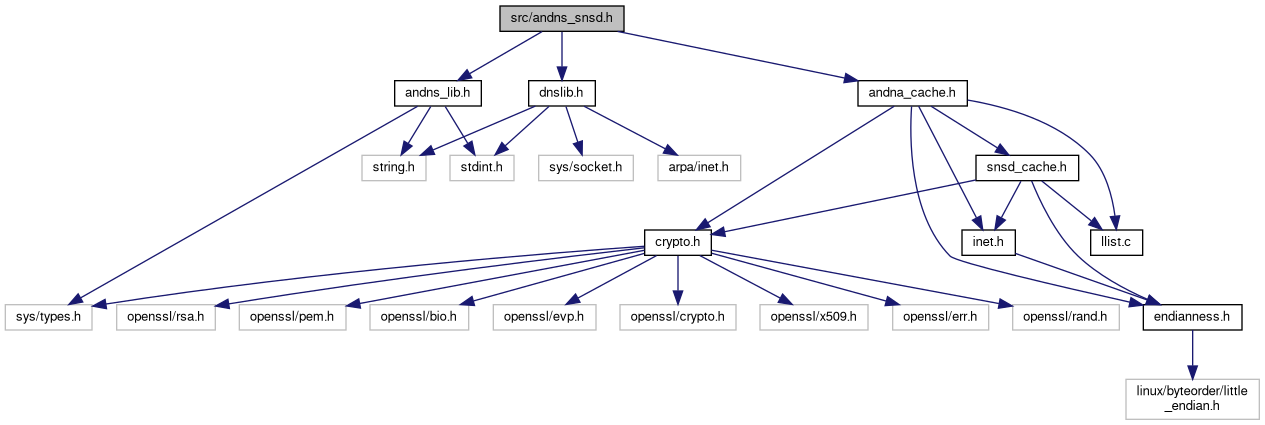 src/andns_snsd.h
andns_lib.h
dnslib.h
andna_cache.h
string.h
stdint.h
sys/socket.h
arpa/inet.h
snsd_cache.h
crypto.h
inet.h
llist.c
sys/types.h
openssl/rsa.h
openssl/pem.h
openssl/bio.h
openssl/evp.h
openssl/crypto.h
openssl/x509.h
openssl/err.h
openssl/rand.h
endianness.h
linux/byteorder/little
_endian.h